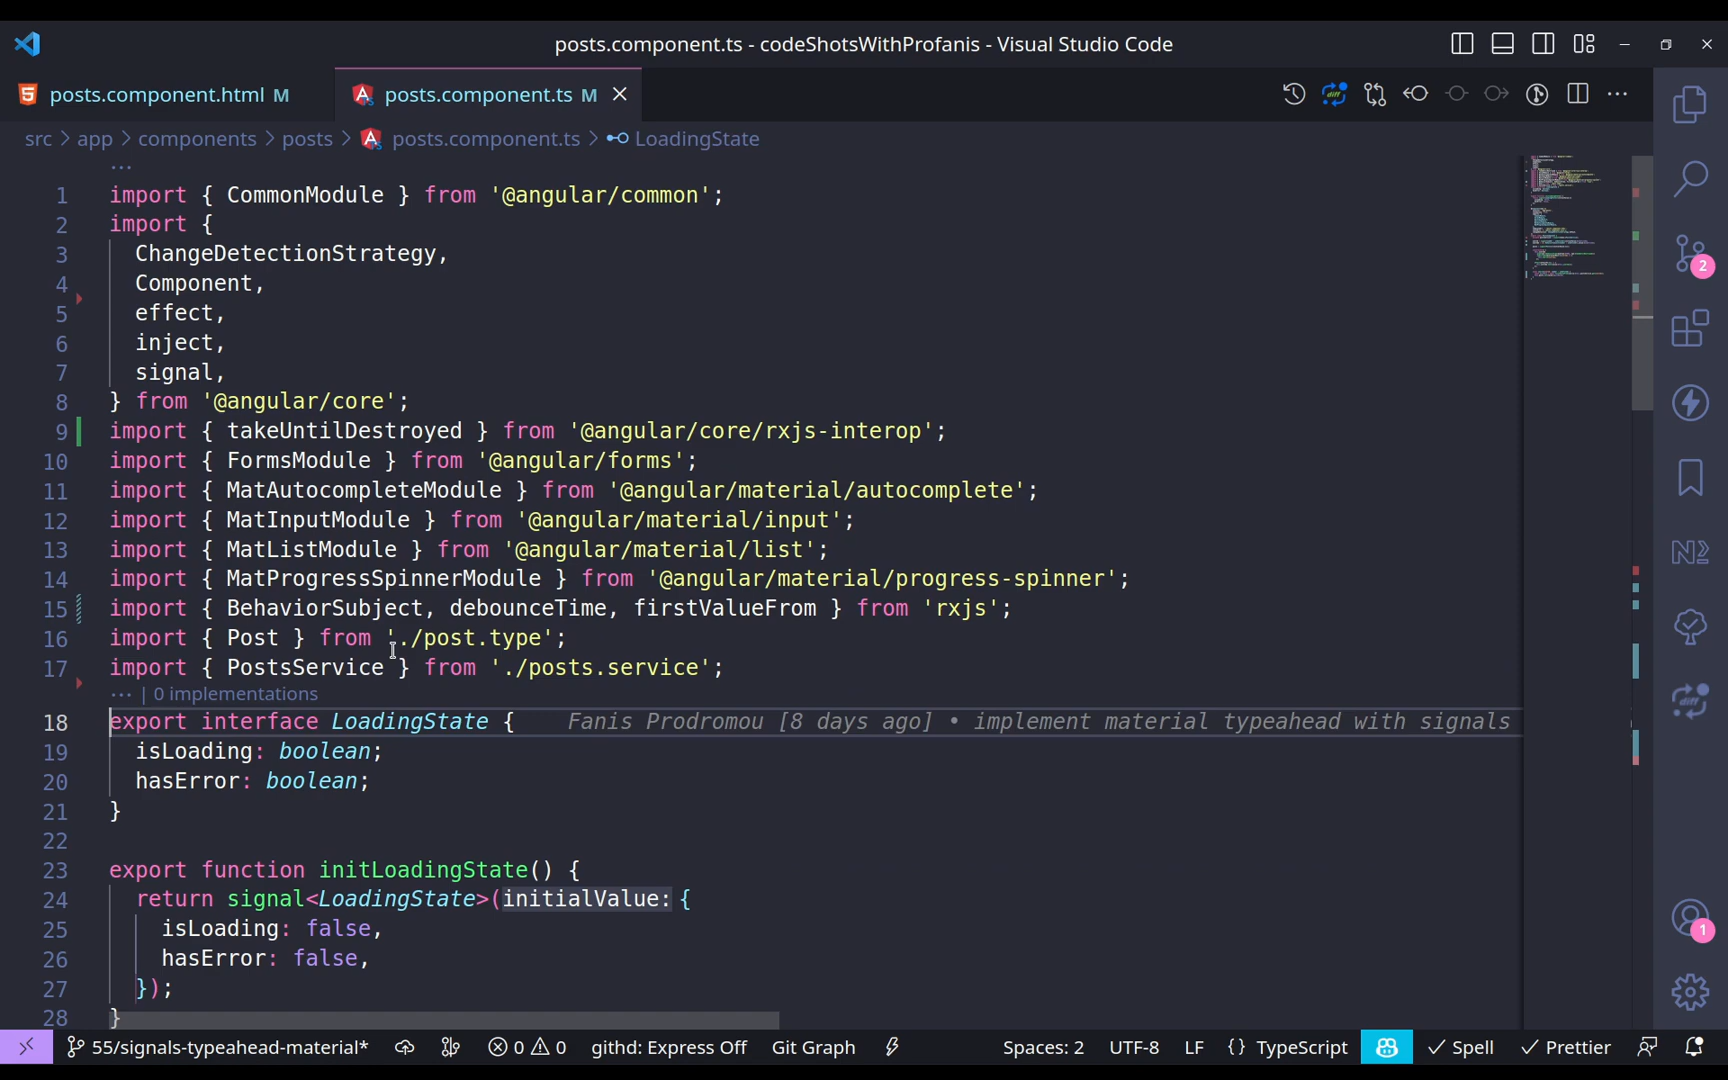 posts.component.ts - codeShotsWithProfanis - Visual Studio Code
posts.component.html M
posts.component.ts M
src > app > components > posts > posts.component.ts > LoadingState
...
1 import { CommonModule } from '@angular/common';
2 import {
3 ChangeDetectionStrategy,
4 Component,
5 effect,
6 inject,
7 signal,
8 } from '@angular/core';
9 import { takeUntilDestroyed } from '@angular/core/rxjs-interop';
10 import { FormsModule } from '@angular/forms';
11 import { MatAutocompleteModule } from '@angular/material/autocomplete';
12 import { MatInputModule } from '@angular/material/input';
13 import { MatListModule } from '@angular/material/list';
14 import { MatProgressSpinnerModule } from '@angular/material/progress-spinner';
15 import { BehaviorSubject, debounceTime, firstValueFrom } from 'rxjs';
16 import { Post } from './post.type';
17 import { PostsService } from './posts.service';
... | 0 implementations
18 export interface LoadingState { Fanis Prodromou [8 days ago] • implement material typeahead with signals
19 isLoading: boolean;
20 hasError: boolean;
21 }
22
23 export function initLoadingState() {
24 return signal<LoadingState>(initialValue: {
25 isLoading: false,
26 hasError: false,
27 });
28 }
diff
2
1
55/signals-typeahead-material* 0 0 githd: Express Off Git Graph Spaces: 2 UTF-8 LF {} TypeScript Spell Prettier